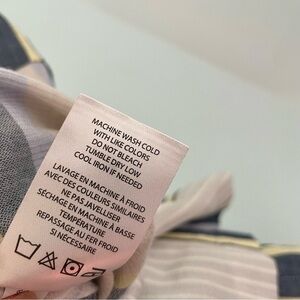 MACHINE WASH COLD
WITH LIKE COLORS
DO NOT BLEACH
TUMBLE DRY LOW
COOL IRON IF NEEDED
LAVAGE EN MACHINE À FROID
AVEC DES COULEURS SIMILAIRES
NE PAS JAVELLISER
SÉCHAGE EN MACHINE À BASSE
TEMPÉRATURE
REPASSAGE AU FER FROID
SI NÉCESSAIRE